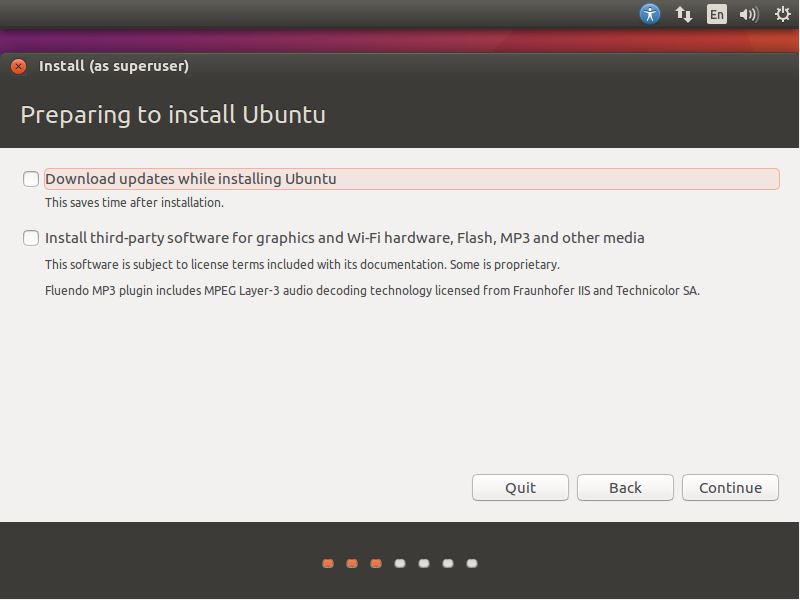 En
Install (as superuser)
Preparing to install Ubuntu
Download updates while installing Ubuntu
This saves time after installation.
Install third-party software for graphics and Wi-Fi hardware, Flash, MP3 and other media
This software is subject to license terms included with its documentation. Some is proprietary.
Fluendo MP3 plugin includes MPEG Layer-3 audio decoding technology licensed from Fraunhofer IIS and Technicolor SA.
Quit
Back
Continue